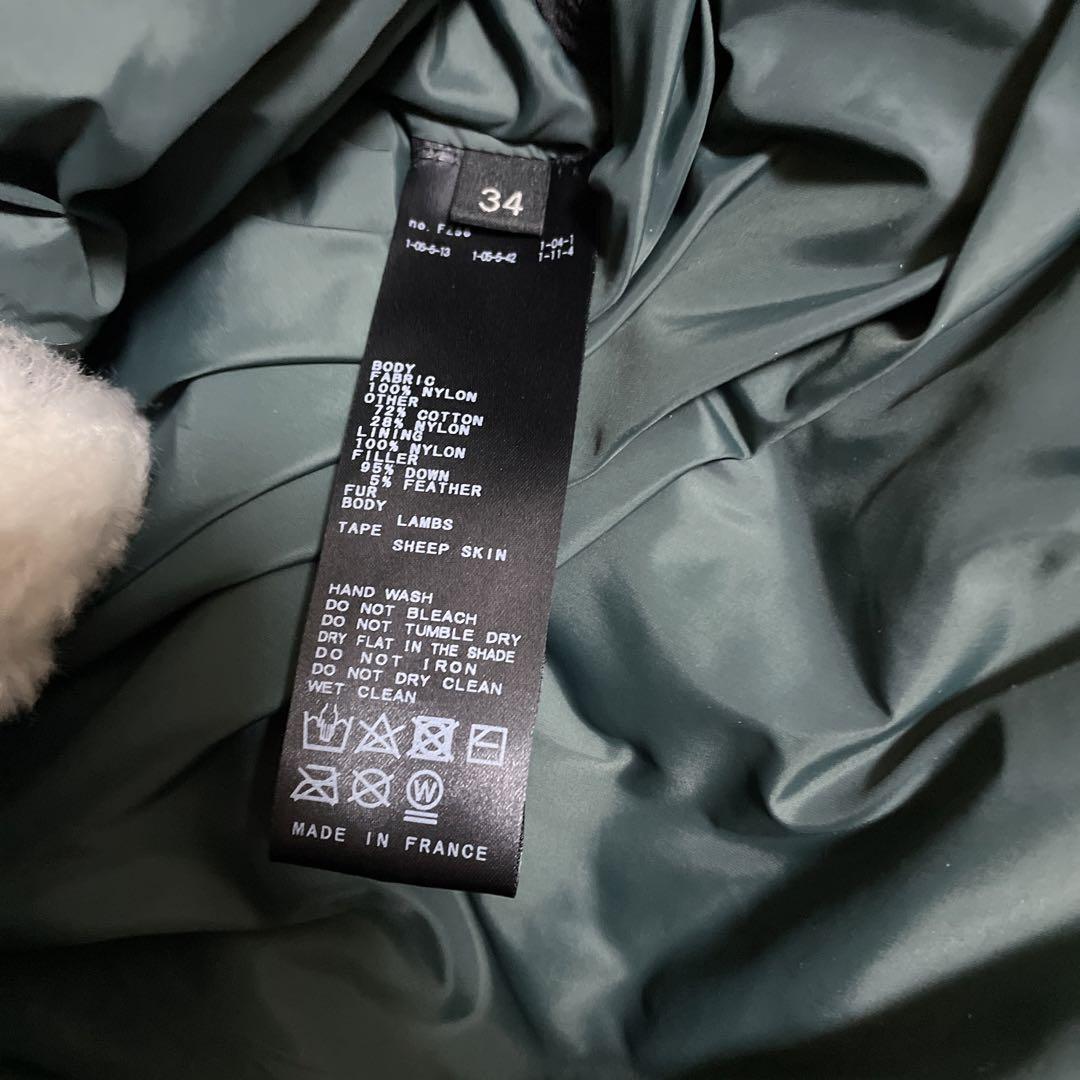 34
no.
1-05-5-13 1-05-5-42 1-04-1
1-11-4
BODY
FABRIC
100% NYLON
OTHER
72% COTTON
28% NYLON
LINING
100% NYLON
FILLER
95% DOWN
5% FEATHER
FUR
BODY
LAMBS
TAPE
SHEEP SKIN
HAND WASH
DO NOT BLEACH
DO NOT TUMBLE DRY
DRY FLAT IN THE SHADE
DO NOT IRON
DO NOT DRY CLEAN
WET CLEAN
W
MADE IN FRANCE